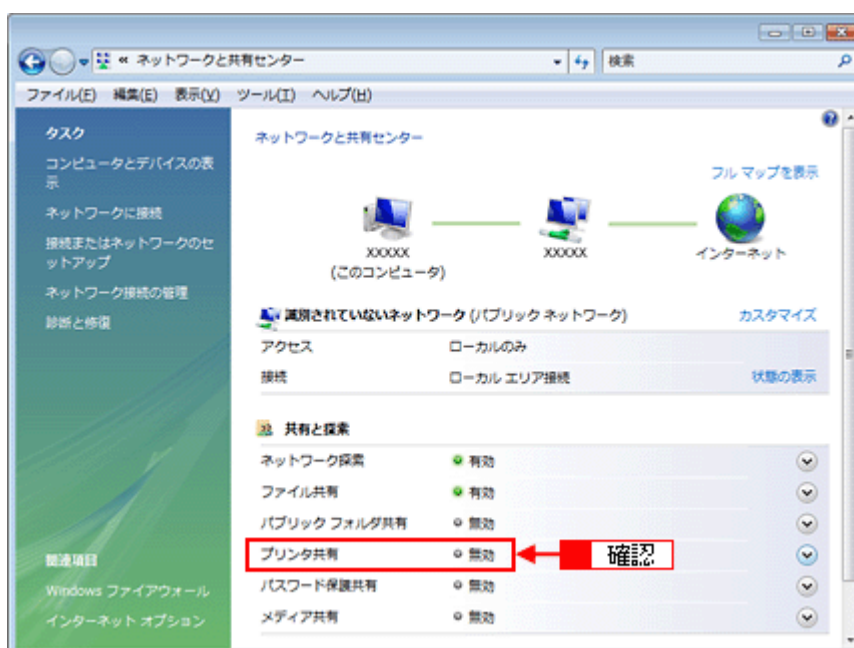 « ネットワークと共有センター
検索
ファイル(F) 編集(E) 表示(V) ツール(T) ヘルプ(H)
タスク
コンピュータとデバイスの表
示
ネットワークに接続
接続またはネットワークのセ
ットアップ
ネットワーク接続の管理
診断と修復
関連項目
Windows ファイアウォール
インターネット オプション
ネットワークと共有センター
フル マップを表示
XXXXX
(このコンピュータ)
XXXXX
インターネット
識別されていないネットワーク (パブリック ネットワーク)
カスタマイズ
アクセス ローカルのみ
接続 ローカル エリア接続 状態の表示
共有と探索
ネットワーク探索 有効
ファイル共有 有効
パブリック フォルダ共有 無効
プリンタ共有 無効 確認
パスワード保護共有 無効
メディア共有 無効